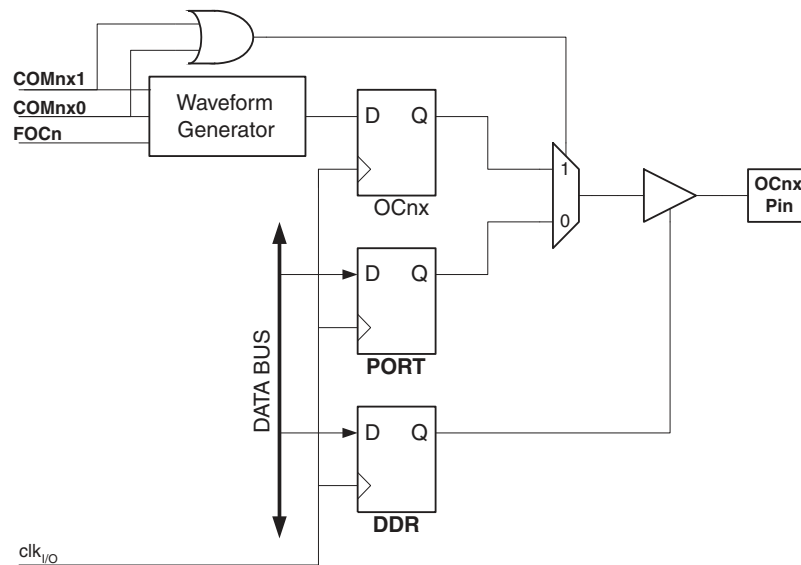 COMnx1
COMnx0
FOCn
Waveform
Generator
D Q
OCnx
1
0
OCnx
Pin
D Q
PORT
DATA BUS
D Q
DDR
clkI/O